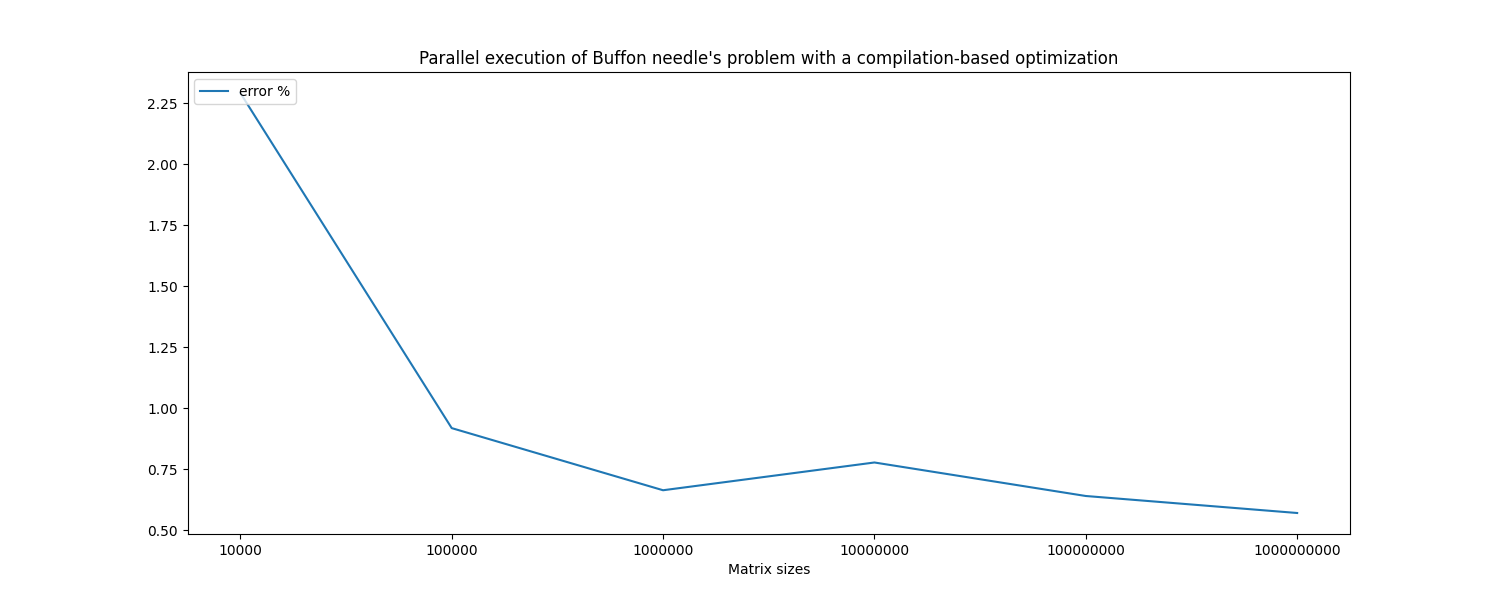 Parallel execution of Buffon needle's problem with a compilation-based optimization
error %
2.25
2.00
1.75
1.50
1.25
1.00
0.75
0.50
10000 100000 1000000 10000000 100000000 1000000000
Matrix sizes